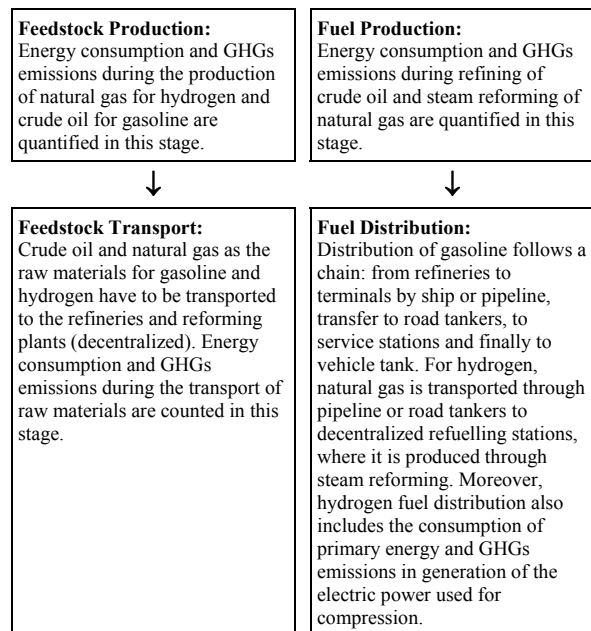 Feedstock Production:
Energy consumption and GHGs
emissions during the production
of natural gas for hydrogen and
crude oil for gasoline are
quantified in this stage.
Fuel Production:
Energy consumption and GHGs
emissions during refining of
crude oil and steam reforming of
natural gas are quantified in this
stage.
Feedstock Transport:
Crude oil and natural gas as the
raw materials for gasoline and
hydrogen have to be transported
to the refineries and reforming
plants (decentralized). Energy
consumption and GHGs
emissions during the transport of
raw materials are counted in this
stage.
Fuel Distribution:
Distribution of gasoline follows a
chain: from refineries to
terminals by ship or pipeline,
transfer to road tankers, to
service stations and finally to
vehicle tank. For hydrogen,
natural gas is transported through
pipeline or road tankers to
decentralized refuelling stations,
where it is produced through
steam reforming. Moreover,
hydrogen fuel distribution also
includes the consumption of
primary energy and GHGs
emissions in generation of the
electric power used for
compression.